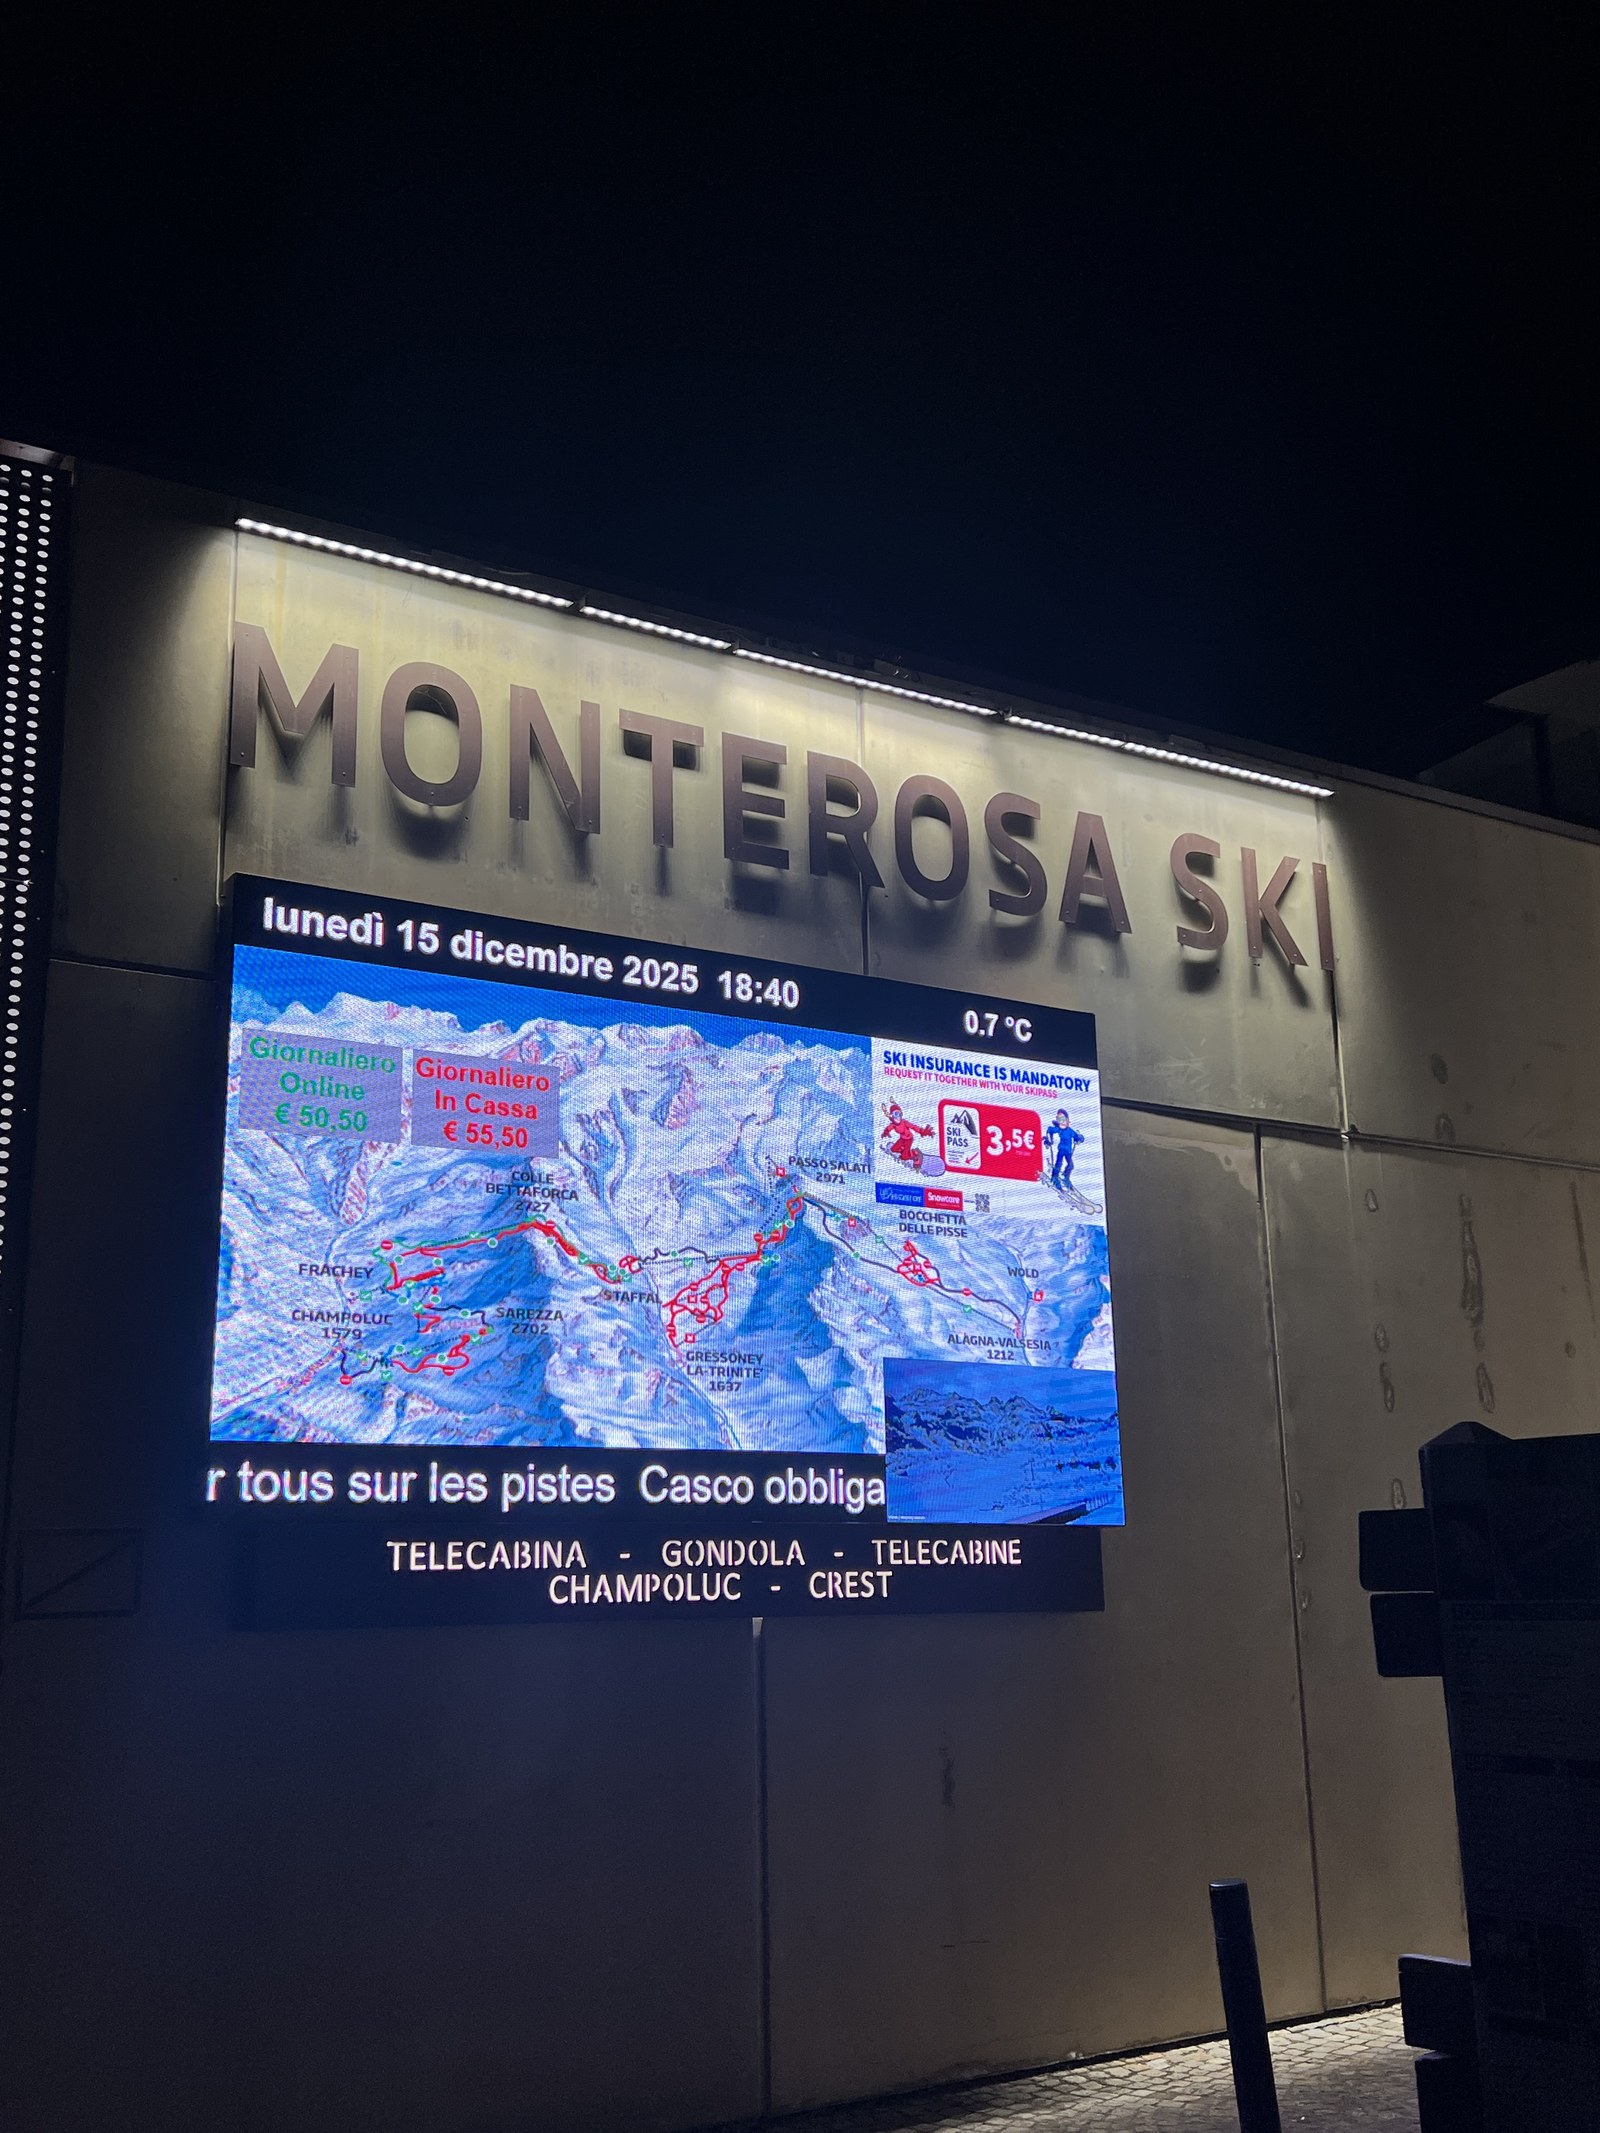 MONTEROSA SKI
lunedì 15 dicembre 2025 18:40
0.7 °C
Giornaliero
Online
€ 50,50
Giornaliero
In Cassa
€ 55,50
SKI INSURANCE IS MANDATORY
REQUEST IT TOGETHER WITH YOUR SKIPASS
SKI
PASS
3,5€
Snowcare
COLLE
BETTAFORCA
2727
PASSO SALATI
2971
BOCCHETTA
DELLE PISSE
FRACHEY
WOLD
STAFFAL
CHAMPOLUC
1579
SAREZZA
2702
ALAGNA-VALSESIA
1212
GRESSONEY
LA-TRINITE'
1637
r tous sur les pistes Casco obbliga
TELECABINA - GONDOLA - TELECABINE
CHAMPOLUC - CREST